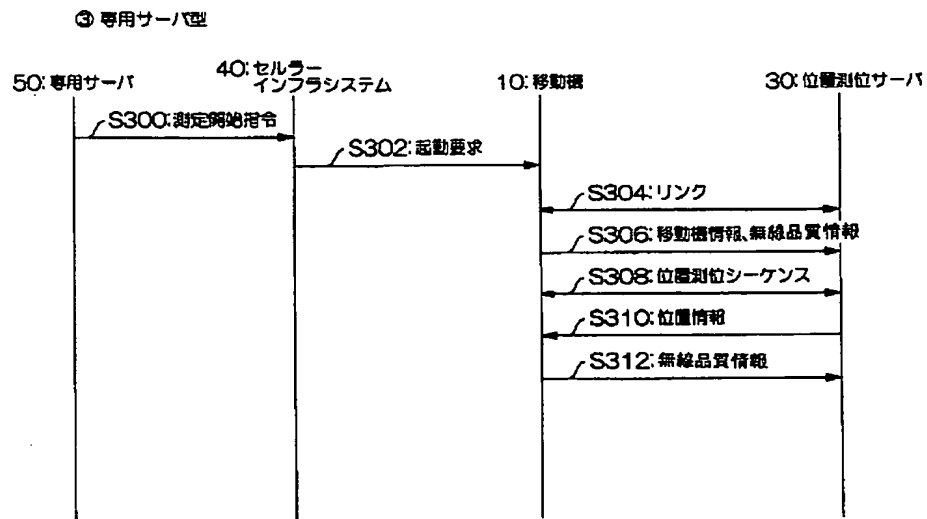 ③ 専用サーバ型
50:専用サーバ
40:セルラー
インフラシステム
10:移動機
30:位置測位サーバ
S300:測定開始指令
S302:起動要求
S304:リンク
S306:移動機情報、無線品質情報
S308:位置測位シーケンス
S310:位置情報
S312:無線品質情報